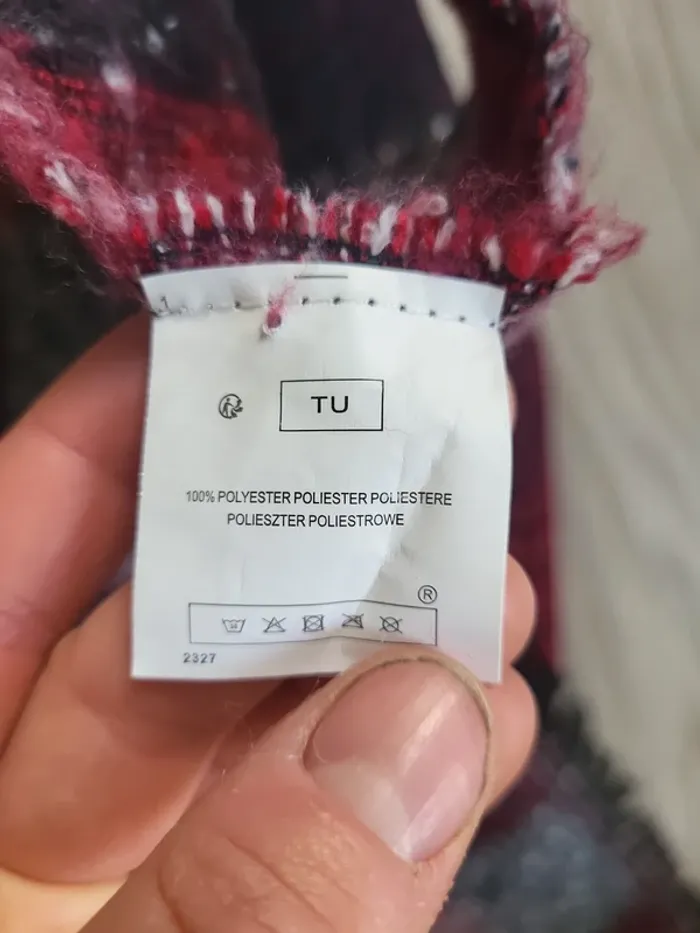 TU
100% POLYESTER POLIESTER POLIESTERE
POLIESZTER POLIESTROWE
®
2327